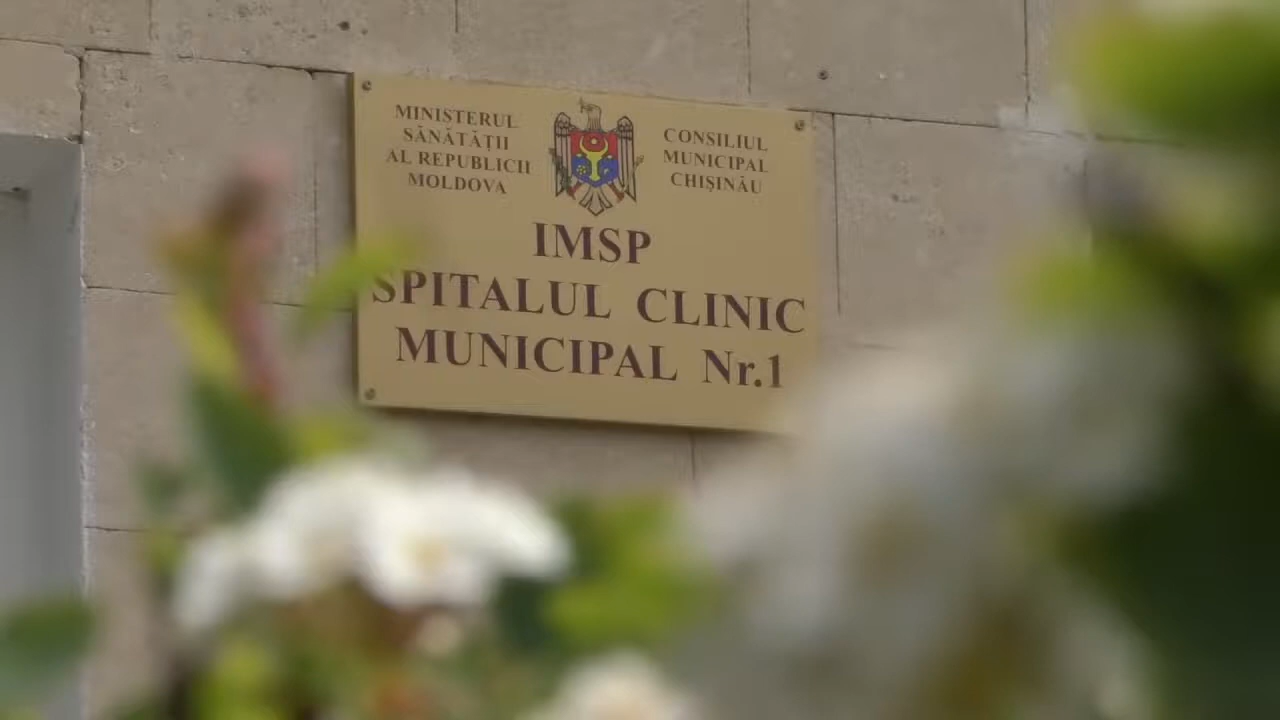 MINISTERUL
SĂNĂTĂȚII
AL REPUBLICII
MOLDOVA
CONSILIUL
MUNICIPAL
CHIȘINĂU
IMSP
SPITALUL CLINIC
MUNICIPAL Nr.1